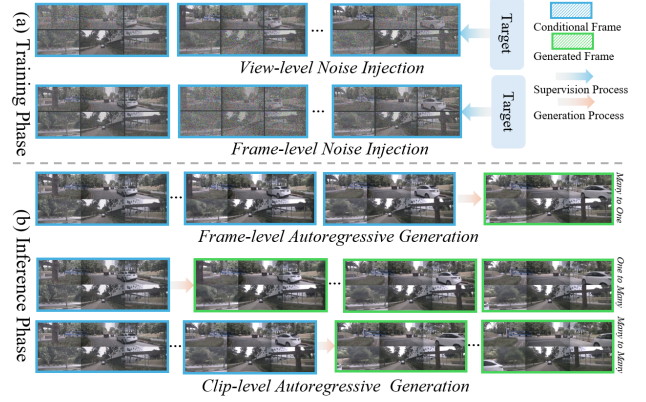 (a) Training Phase
...
Target
View-level Noise Injection
...
Target
Frame-level Noise Injection
Conditional Frame
Generated Frame
Supervision Process
Generation Process
(b) Inference Phase
...
Many to One
Frame-level Autoregressive Generation
...
One to Many
...
...
Many to Many
Clip-level Autoregressive Generation